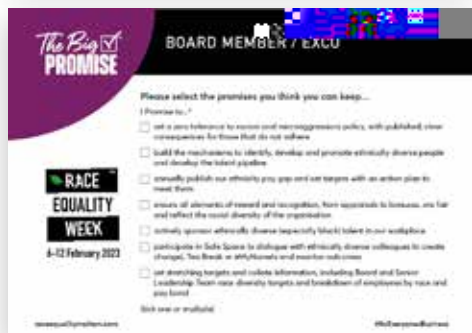 The Big
PROMISE
BOARD MEMBER / EXCO
Please select the promises you think you can keep...
I Promise to...*
set a zero tolerance to racism and microaggressions policy, with published, clear
consequences for those that do not adhere
build the mechanisms to identify, develop and promote ethnically diverse people
and develop the talent pipeline
annually publish our ethnicity pay gap and set targets with an action plan to
meet them
ensure all elements of reward and recognition, from appraisals to bonuses, are fair
and reflect the racial diversity of the organisation
actively sponsor ethnically diverse (especially black) talent in our workplace
participate in Safe Space to dialogue with ethnically diverse colleagues to create
change, Tea Break or #MyNameIs and monitor outcomes
set stretching targets and collate information, including Board and Senior
Leadership Team race diversity targets and breakdown of employees by race and
pay band
(tick one or multiple)
RACE
EQUALITY
WEEK
6-12 February 2023
raceequalitymatters.com
#ItsEveryonesBusiness